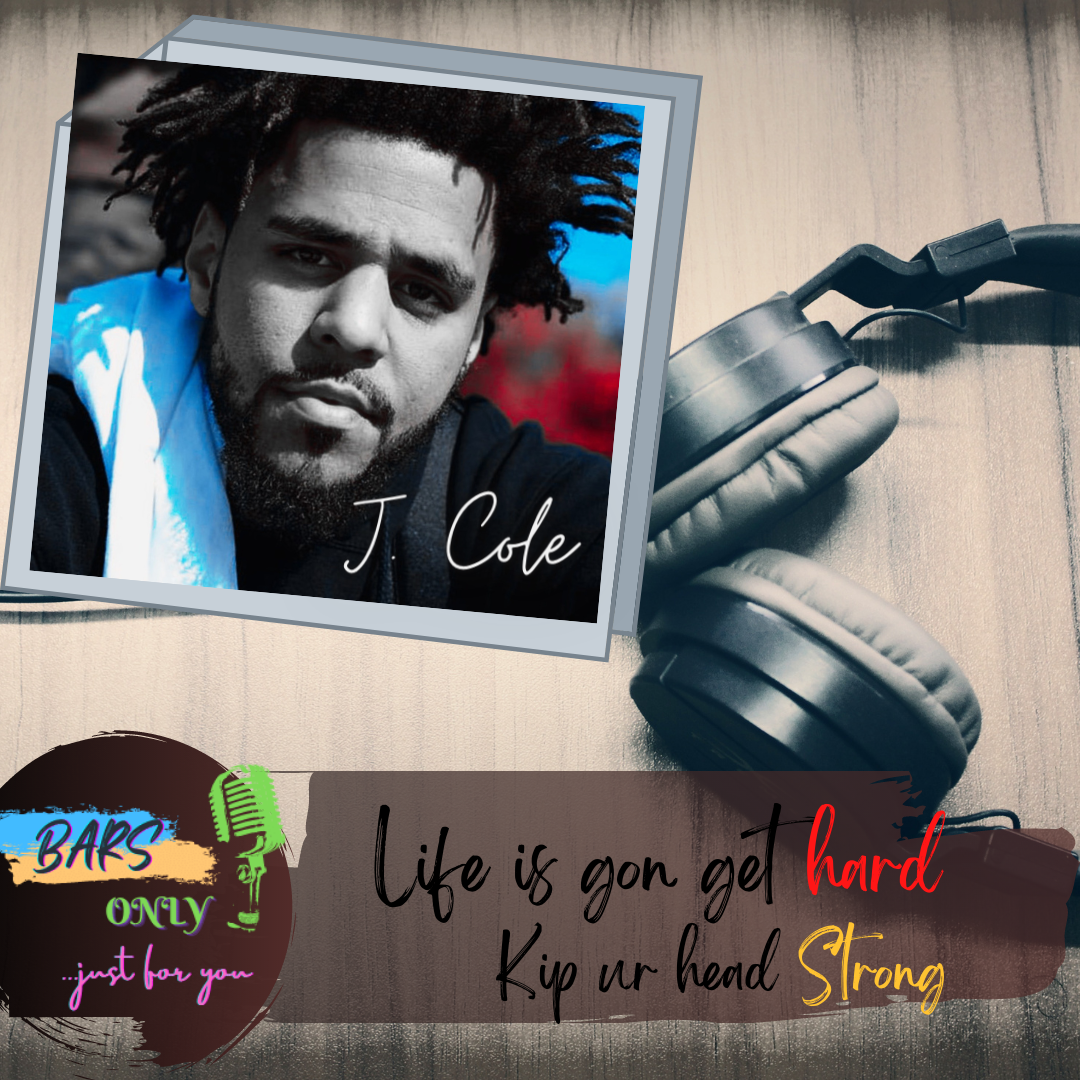 J. Cole
BARS
ONLY
...just for you
Life is gon get hard
Kip ur head Strong